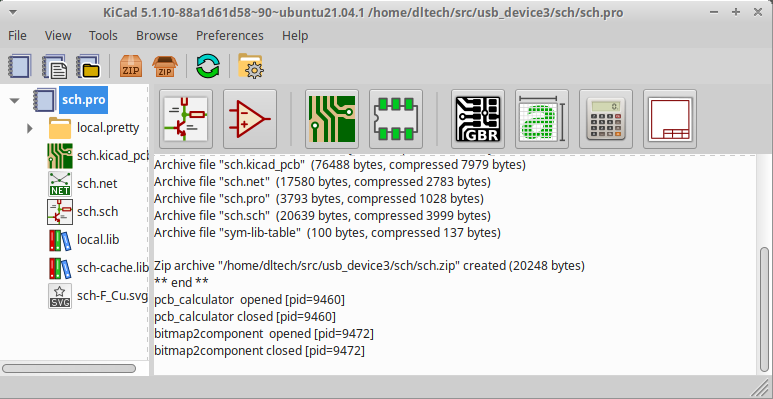 KiCad 5.1.10-88a1d61d58~90~ubuntu21.04.1 /home/dltech/src/usb_device3/sch/sch.pro
File View Tools Browse Preferences Help
ZIP ZIP
GBR a 0
sch.pro
local.pretty
sch.kicad_pcb
NET sch.net
sch.sch
local.lib
sch-cache.lib
SVG sch-F_Cu.svg
Archive file "sch.kicad_pcb" (76488 bytes, compressed 7979 bytes)
Archive file "sch.net" (17580 bytes, compressed 2783 bytes)
Archive file "sch.pro" (3793 bytes, compressed 1028 bytes)
Archive file "sch.sch" (20639 bytes, compressed 3999 bytes)
Archive file "sym-lib-table" (100 bytes, compressed 137 bytes)
Zip archive "/home/dltech/src/usb_device3/sch/sch.zip" created (20248 bytes)
** end **
pcb_calculator opened [pid=9460]
pcb_calculator closed [pid=9460]
bitmap2component opened [pid=9472]
bitmap2component closed [pid=9472]